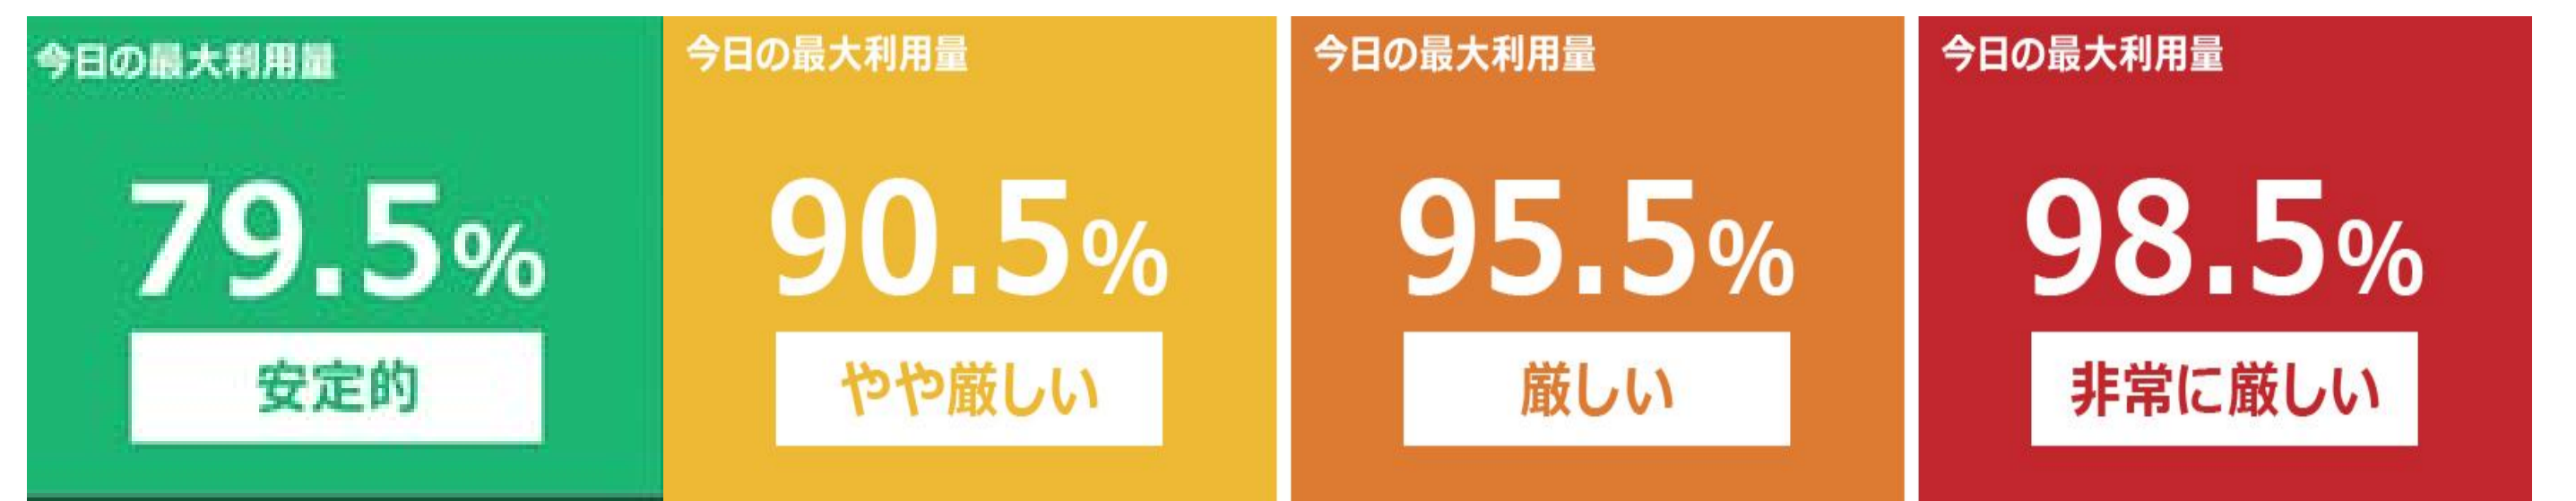 今日の最大利用量
79.5%
安定的
今日の最大利用量
90.5%
やや厳しい
今日の最大利用量
95.5%
厳しい
今日の最大利用量
98.5%
非常に厳しい